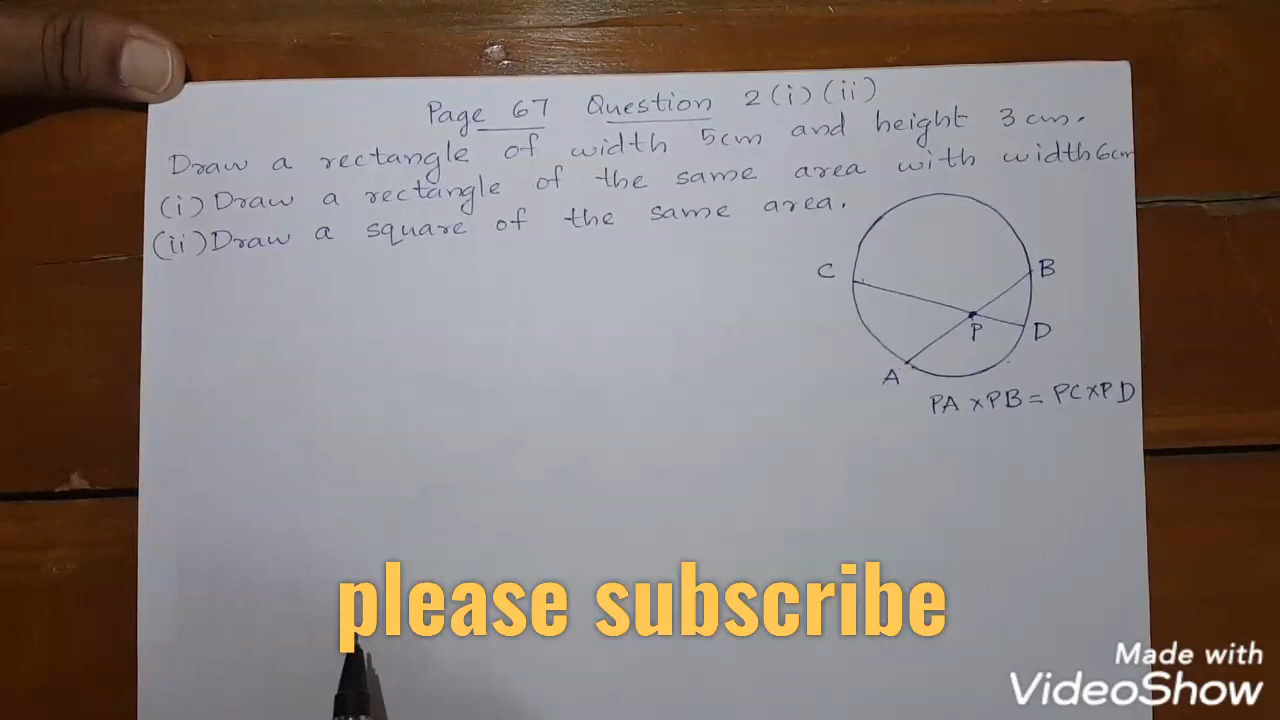 Page 67 Question 2(i)(ii)
Draw a rectangle of width 5cm and height 3cm.
(i) Draw a rectangle of the same area with width 6cm
(ii) Draw a square of the same area.
C
B
P
D
A
PA × PB = PC × PD
please subscribe
Made with
VideoShow